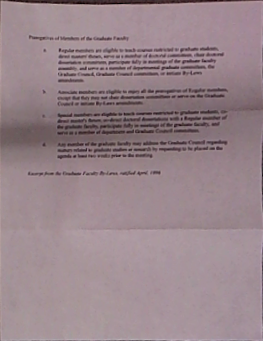 Prerogatives of Members of the Graduate Faculty
a. Regular members are eligible to teach courses restricted to graduate students,
direct masters' theses, serve as a member of doctoral committees, chair doctoral
dissertation committees, participate fully in meetings of the graduate faculty
assembly, and serve as a member of departmental graduate committees, the
Graduate Council, Graduate Council committees, or initiate By-Laws
amendments.
b. Associate members are eligible to enjoy all the prerogatives of Regular members,
except that they may not chair dissertation committees or serve on the Graduate
Council or initiate By-Laws amendments.
c. Special members are eligible to teach courses restricted to graduate students, co-
direct master's theses, co-direct doctoral dissertations with a Regular member of
the graduate faculty, participate fully in meetings of the graduate faculty, and
serve as a member of department and Graduate Council committees.
d. Any member of the graduate faculty may address the Graduate Council regarding
matters related to graduate studies or research by requesting to be placed on the
agenda at least two weeks prior to the meeting.
Excerpt from the Graduate Faculty By-Laws, ratified April, 1994